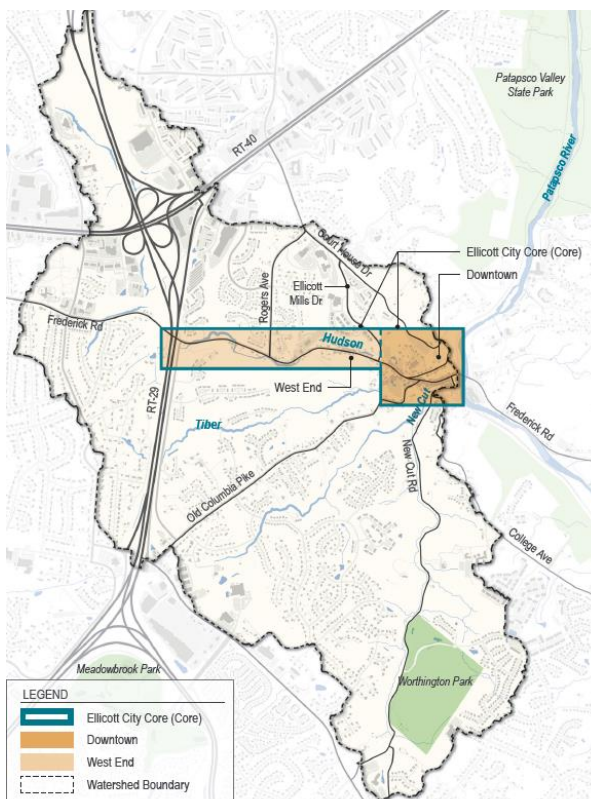 Patapsco Valley
State Park
RT-40
Patapsco River
Court House Dr
Ellicott City Core (Core)
Downtown
Rogers Ave
Ellicott
Mills Dr
Frederick Rd
Hudson
West End
RT-29
Tiber
New Cut
Frederick Rd
Old Columbia Pike
New Cut Rd
College Ave
Meadowbrook Park
Worthington Park
LEGEND
Ellicott City Core (Core)
Downtown
West End
Watershed Boundary